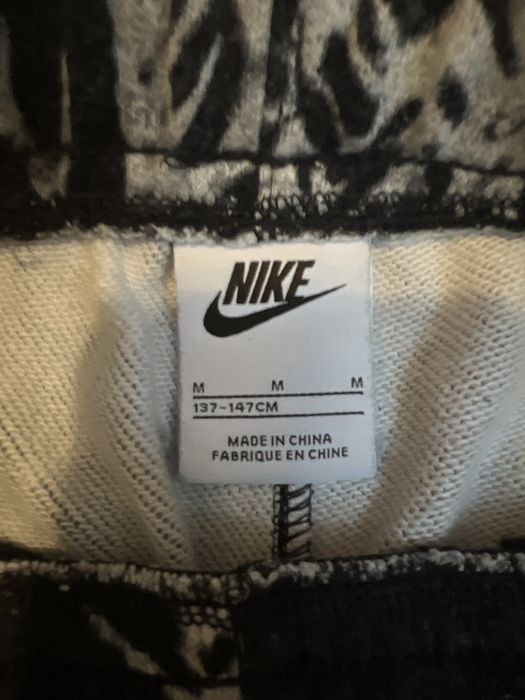 NIKE
M M M
137-147CM
MADE IN CHINA
FABRIQUE EN CHINE